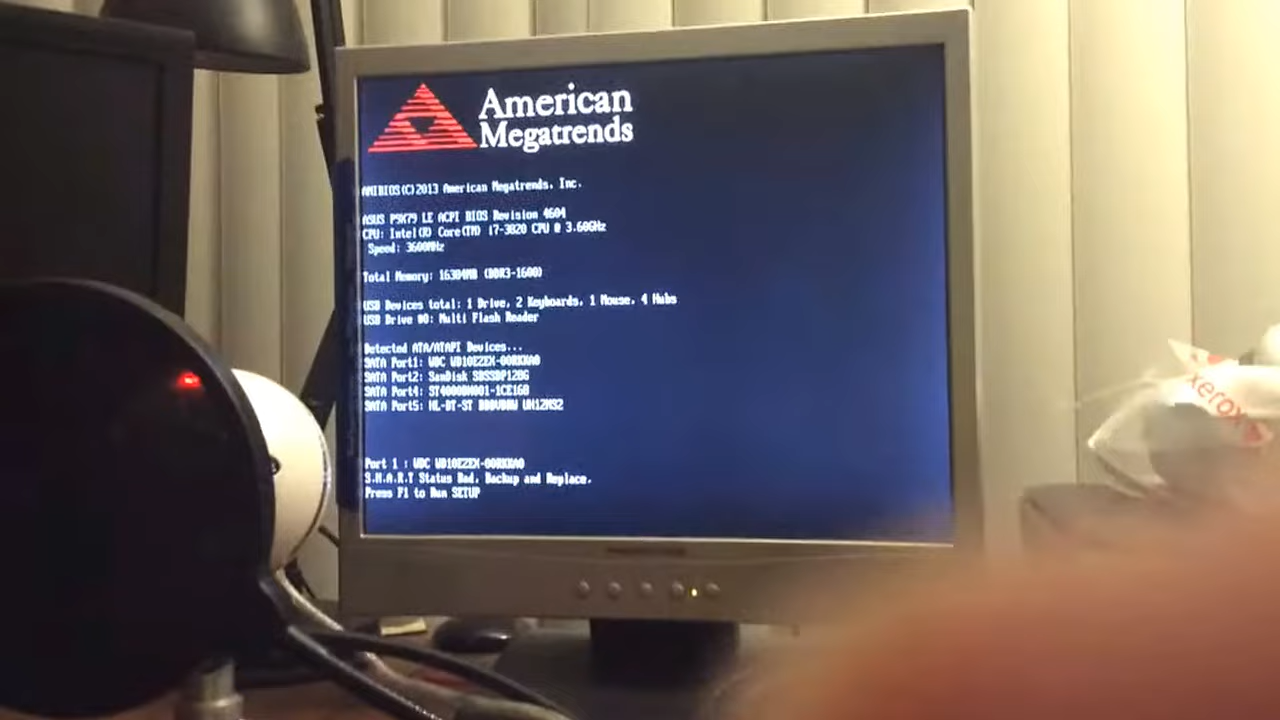 American
Megatrends
AMIBIOS(C)2013 American Megatrends, Inc.
ASUS P9X79 LE ACPI BIOS Revision 4604
CPU: Intel(R) Core(TM) i7-3820 CPU @ 3.60GHz
Speed: 3600MHz
Total Memory: 16384MB (DDR3-1600)
USB Devices total: 1 Drive, 2 Keyboards, 1 Mouse, 4 Hubs
USB Drive #0: Multi Flash Reader
Detected ATA/ATAPI Devices...
SATA Port1: WDC WD10EZEX-00RKKA0
SATA Port2: SanDisk SDSSDP128G
SATA Port4: ST4000DM001-1CE168
SATA Port5: HL-DT-ST BDDVDRW UH12NS2
Port 1 : WDC WD10EZEX-00RKKA0
S.M.A.R.T Status Bad, Backup and Replace.
Press F1 to Run SETUP
xerox